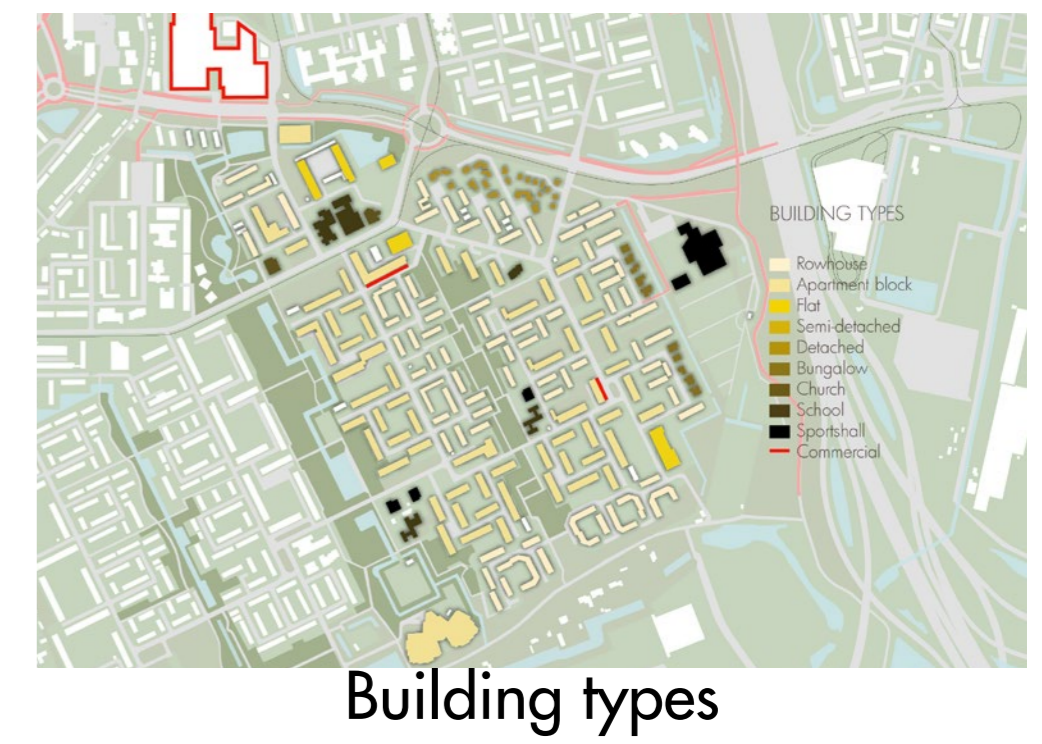 BUILDING TYPES
Rowhouse
Apartment block
Flat
Semi-detached
Detached
Bungalow
Church
School
Sportshall
Commercial
Building types